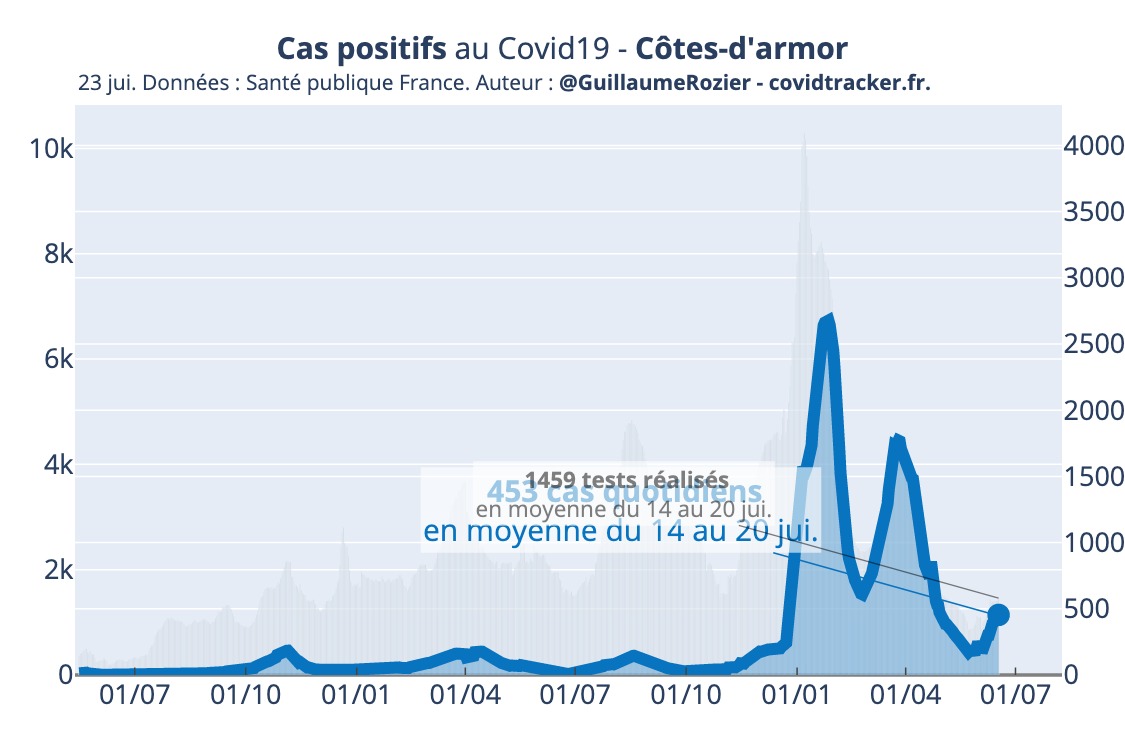 Cas positifs au Covid19 - Côtes-d'armor
23 jui. Données : Santé publique France. Auteur : @GuillaumeRozier - covidtracker.fr.
10k
8k
6k
4k
2k
0
4000
3500
3000
2500
2000
1500
1000
500
0
1459 tests réalisés
en moyenne du 14 au 20 jui.
453 cas quotidiens
en moyenne du 14 au 20 jui.
01/07 01/10 01/01 01/04 01/07 01/10 01/01 01/04 01/07